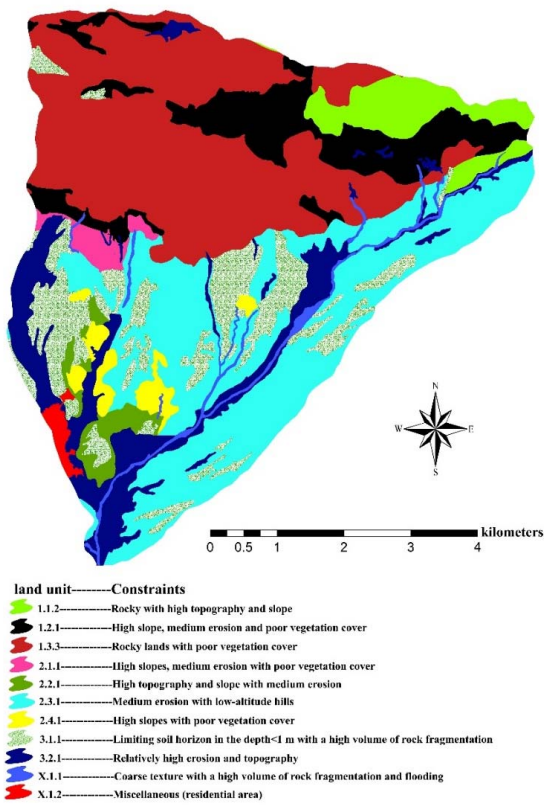 N
W E
S
kilometers
0 0.5 1 2 3 4
land unit--------Constraints
1.1.2-------------Rocky with high topography and slope
1.2.1-------------High slope, medium erosion and poor vegetation cover
1.3.3-------------Rocky lands with poor vegetation cover
2.1.1-------------High slopes, medium erosion with poor vegetation cover
2.2.1-------------High topography and slope with medium erosion
2.3.1-------------Medium erosion with low-altitude hills
2.4.1-------------High slopes with poor vegetation cover
3.1.1-------------Limiting soil horizon in the depth<1 m with a high volume of rock fragmentation
3.2.1-------------Relatively high erosion and topography
X.1.1-------------Coarse texture with a high volume of rock fragmentation and flooding
X.1.2-------------Miscellaneous (residential area)